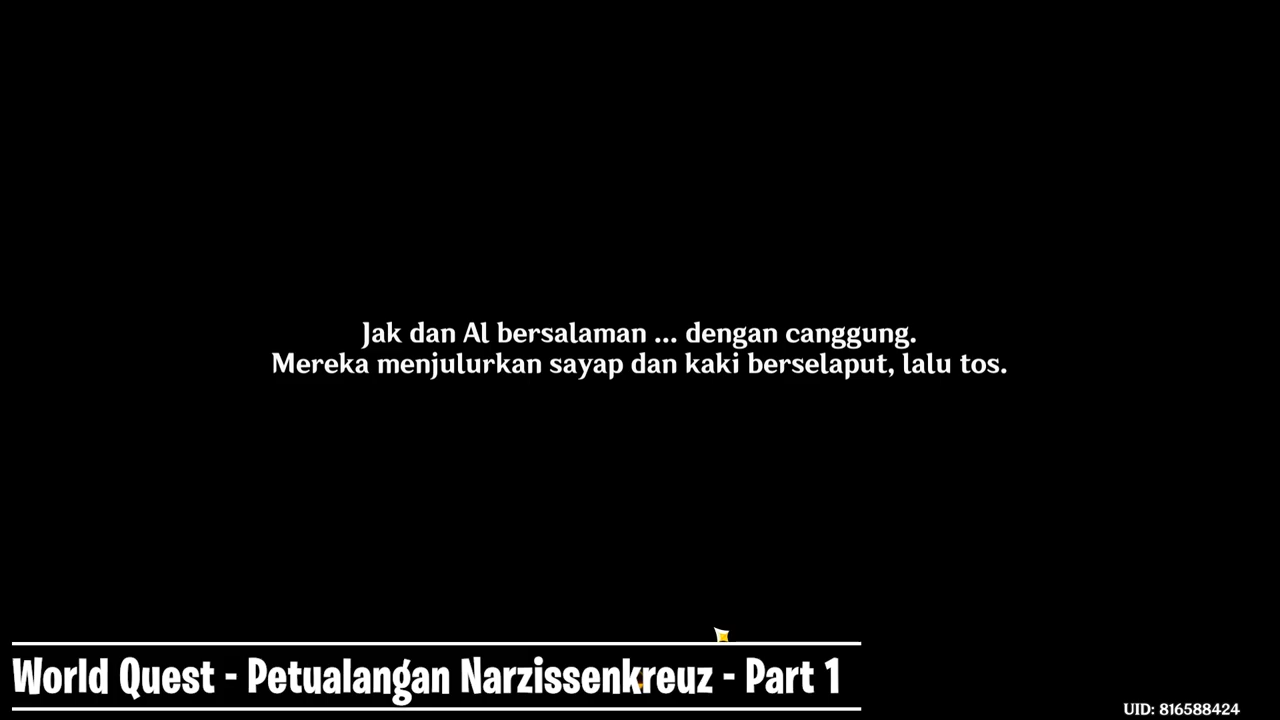 Jak dan Al bersalaman ... dengan canggung.
Mereka menjulurkan sayap dan kaki berselaput, lalu tos.
World Quest - Petualangan Narzissenkreuz - Part 1
UID: 816588424